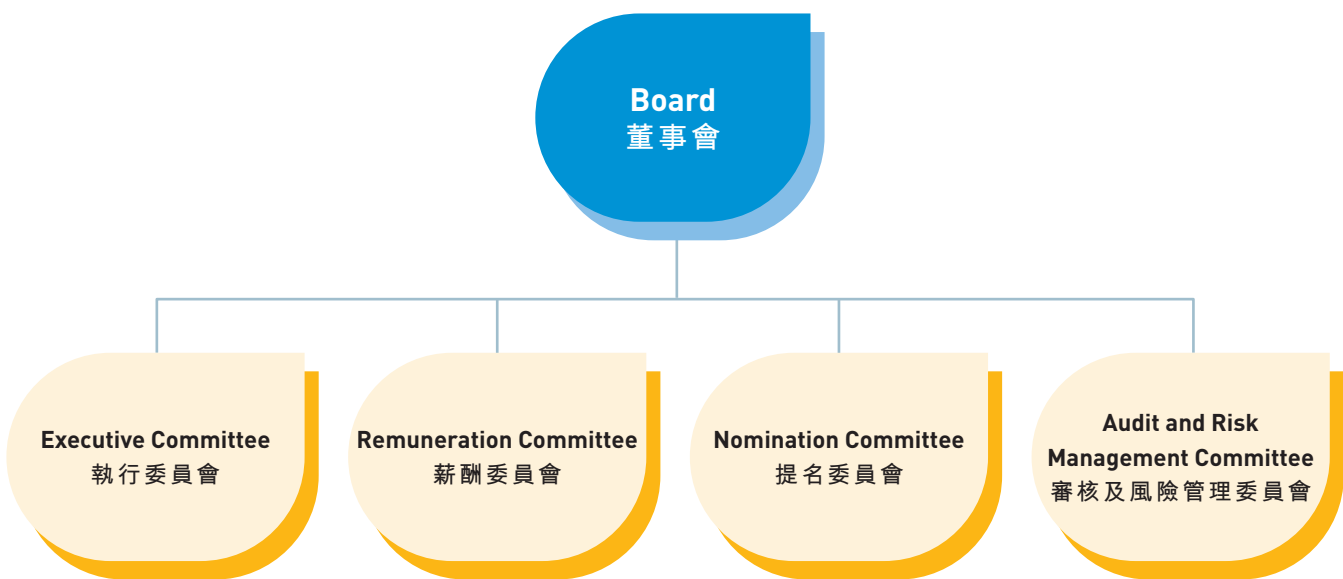 Board
董事會
Executive Committee
執行委員會
Remuneration Committee
薪酬委員會
Nomination Committee
提名委員會
Audit and Risk
Management Committee
審核及風險管理委員會